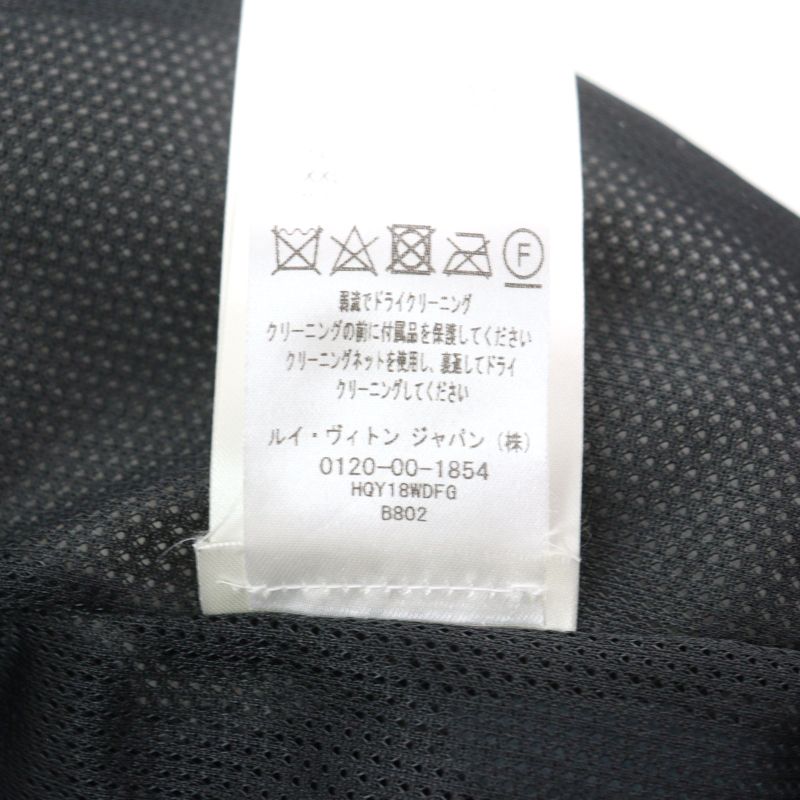 F
弱流でドライクリーニング
クリーニングの前に付属品を保護してください
クリーニングネットを使用し、裏返してドライ
クリーニングしてください
ルイ・ヴィトン ジャパン (株)
0120-00-1854
HQY18WDFG
B802